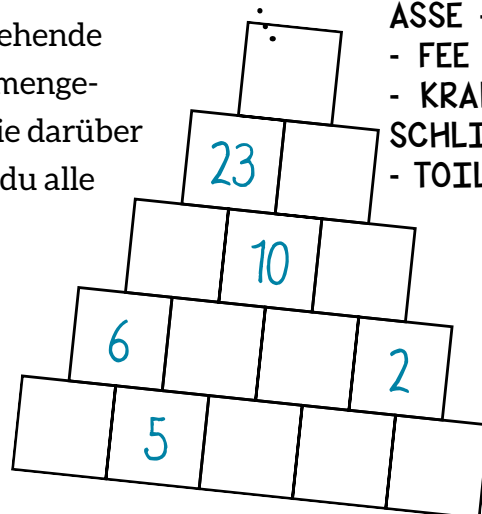 ehende
menge-
ie darüber
du alle
ASSE -
- FEE
- KRA
SCHLI
- TOIL
23
10
6
2
5